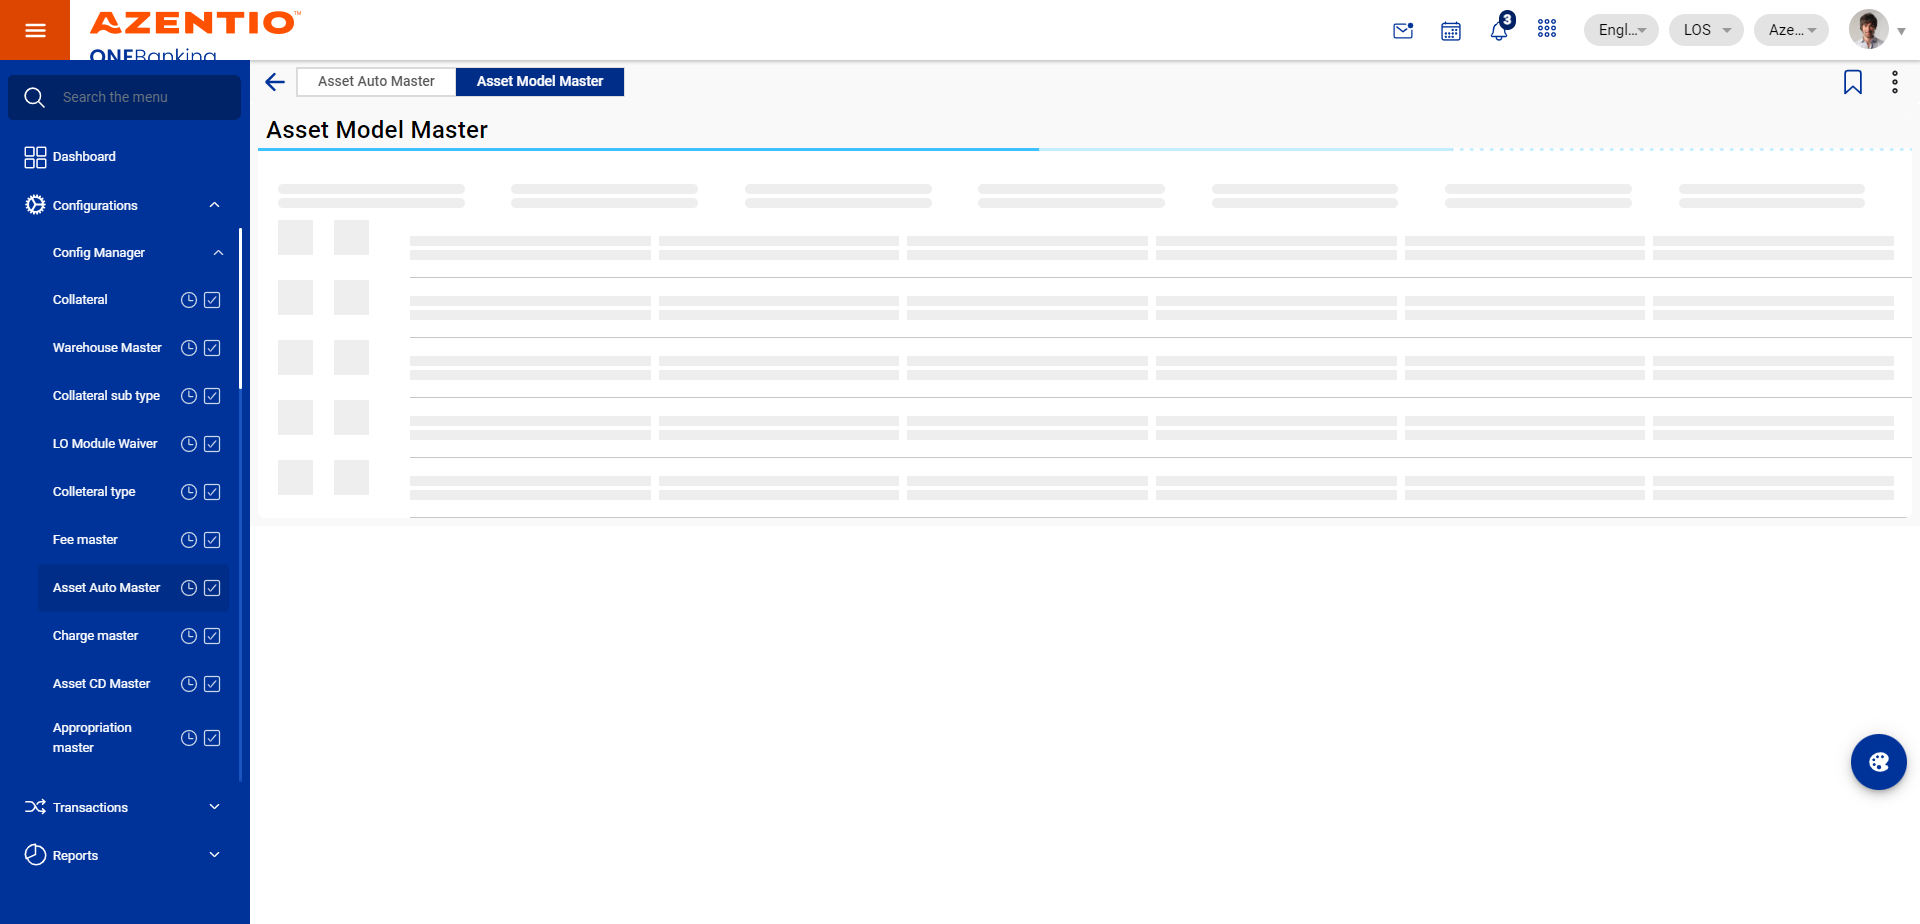 AZENTIO™
ONEBanking
3
Engl...
LOS
Aze...
Search the menu
Dashboard
Configurations
Config Manager
Collateral
Warehouse Master
Collateral sub type
LO Module Waiver
Colleteral type
Fee master
Asset Auto Master
Charge master
Asset CD Master
Appropriation
master
Transactions
Reports
Asset Auto Master
Asset Model Master
Asset Model Master